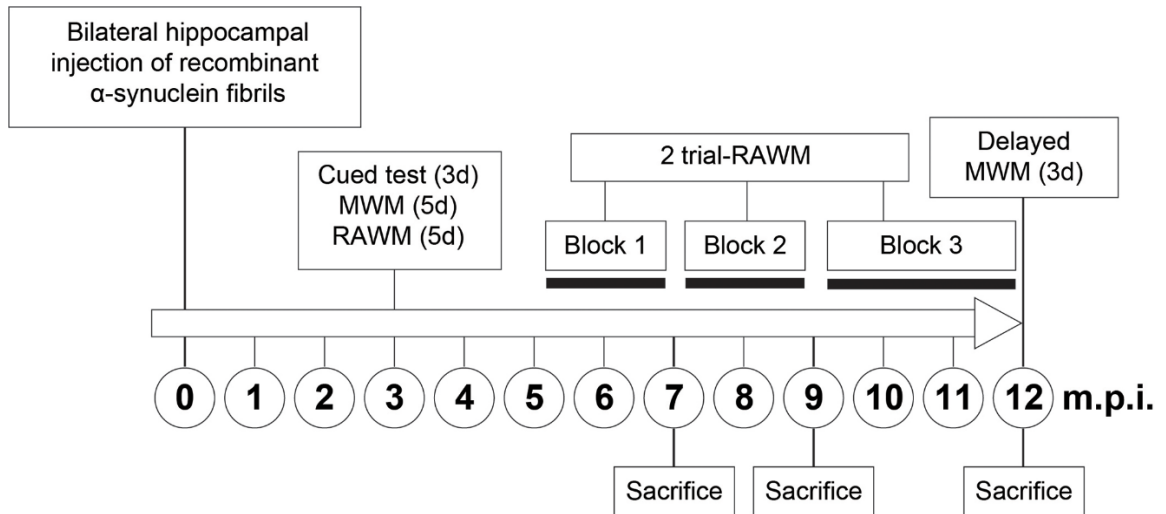 Bilateral hippocampal
injection of recombinant
α-synuclein fibrils
Cued test (3d)
MWM (5d)
RAWM (5d)
2 trial-RAWM
Block 1
Block 2
Block 3
Delayed
MWM (3d)
0 1 2 3 4 5 6 7 8 9 10 11 12 m.p.i.
Sacrifice
Sacrifice
Sacrifice